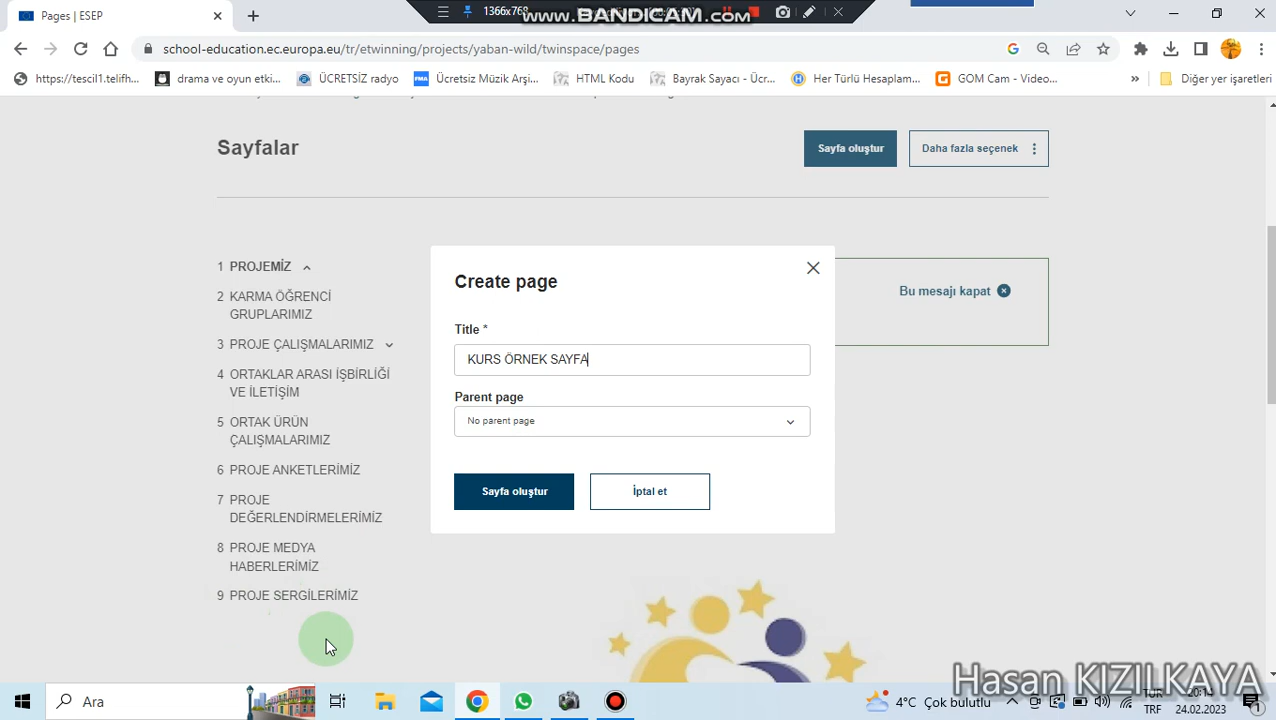 Pages | ESEP
1366x768
www.BANDICAM.com
school-education.ec.europa.eu/tr/etwinning/projects/yaban-wild/twinspace/pages
https://tescil1.telifh...
drama ve oyun etki...
ÜCRETSİZ radyo
FMA
Ücretsiz Müzik Arşi...
HTML Kodu
Bayrak Sayacı - Ücr...
Her Türlü Hesaplam...
GOM Cam - Video...
»
Diğer yer işaretleri
Sayfalar
Sayfa oluştur
Daha fazla seçenek
1 PROJEMİZ
2 KARMA ÖĞRENCİ
GRUPLARIMIZ
3 PROJE ÇALIŞMALARIMIZ
4 ORTAKLAR ARASI İŞBİRLİĞİ
VE İLETİŞİM
5 ORTAK ÜRÜN
ÇALIŞMALARIMIZ
6 PROJE ANKETLERİMİZ
7 PROJE
DEĞERLENDİRMELERİMİZ
8 PROJE MEDYA
HABERLERİMİZ
9 PROJE SERGİLERİMİZ
Create page
Title *
KURS ÖRNEK SAYFA
Parent page
No parent page
Sayfa oluştur
İptal et
Bu mesajı kapat
Hasan KIZILKAYA
Ara
4°C Çok bulutlu
TUR
TRF
24.02.2023